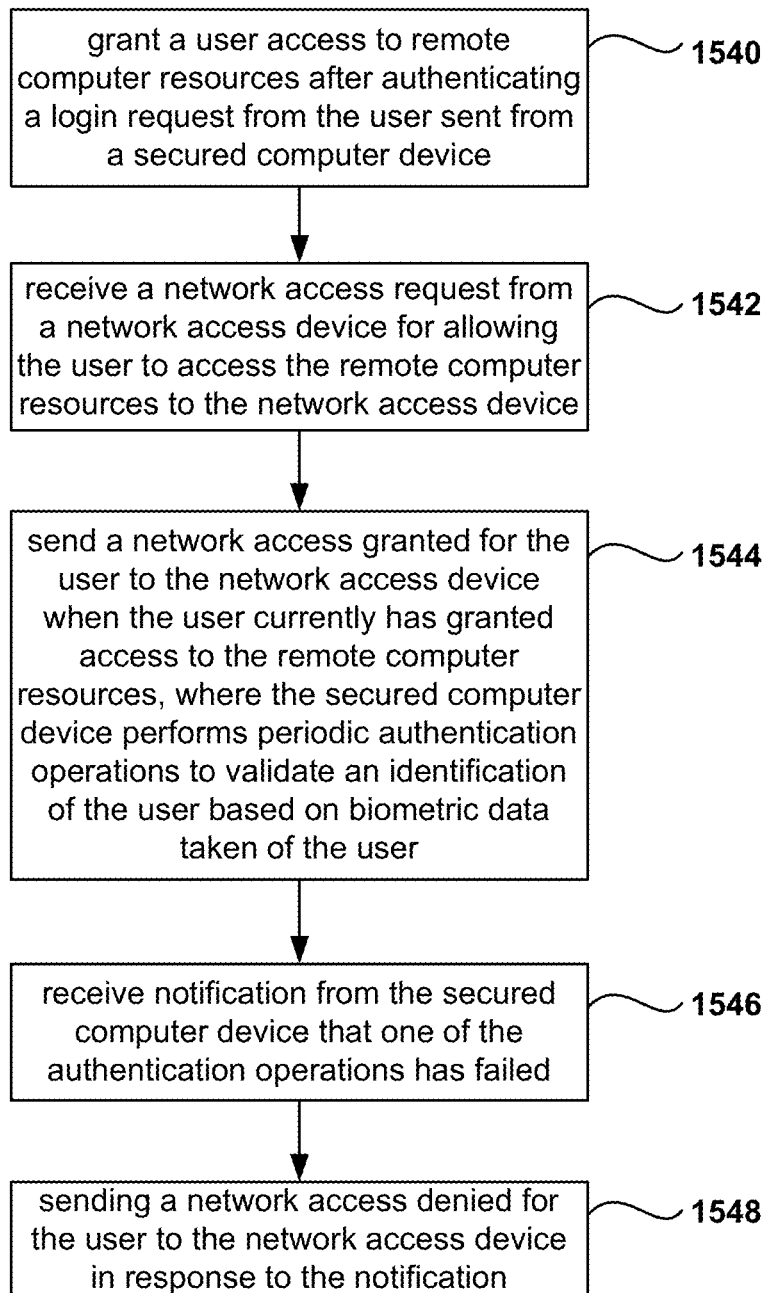 grant a user access to remote
computer resources after authenticating
a login request from the user sent from
a secured computer device
1540
receive a network access request from
a network access device for allowing
the user to access the remote computer
resources to the network access device
1542
send a network access granted for the
user to the network access device
when the user currently has granted
access to the remote computer
resources, where the secured computer
device performs periodic authentication
operations to validate an identification
of the user based on biometric data
taken of the user
1544
receive notification from the secured
computer device that one of the
authentication operations has failed
1546
sending a network access denied for
the user to the network access device
in response to the notification
1548